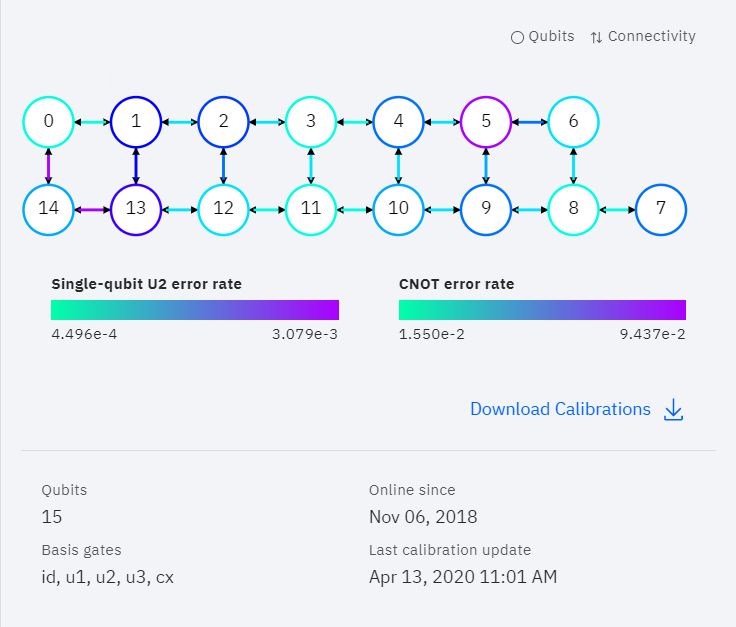 Qubits Connectivity
0 1 2 3 4 5 6
14 13 12 11 10 9 8 7
Single-qubit U2 error rate CNOT error rate
4.496e-4 3.079e-3 1.550e-2 9.437e-2
Download Calibrations
Qubits Online since
15 Nov 06, 2018
Basis gates Last calibration update
id, u1, u2, u3, cx Apr 13, 2020 11:01 AM